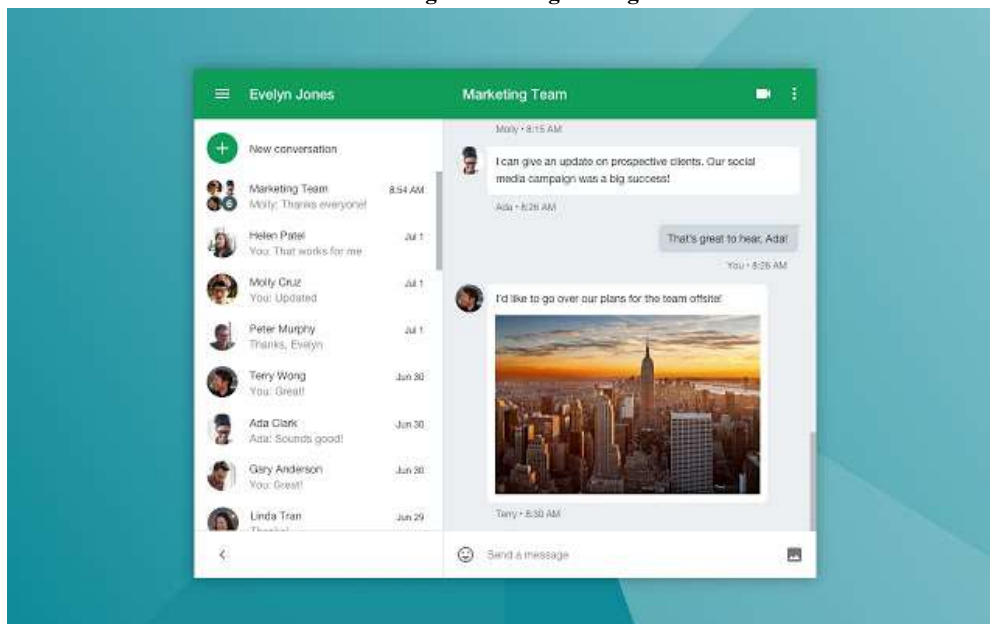 Evelyn Jones
Marketing Team
New conversation
Marketing Team 8:54 AM
Molly: Thanks everyone!
Helen Patel Jul 1
You: That works for me
Molly Cruz Jul 1
You: Updated
Peter Murphy Jul 1
Thanks, Evelyn
Terry Wong Jun 30
You: Great!
Ada Clark Jun 30
Ada: Sounds good!
Gary Anderson Jun 30
You: Great!
Linda Tran Jun 29
Molly • 8:15 AM
I can give an update on prospective clients. Our social
media campaign was a big success!
Ada • 8:26 AM
That's great to hear, Ada!
You • 8:26 AM
I'd like to go over our plans for the team offsite!
Terry • 8:30 AM
Send a message